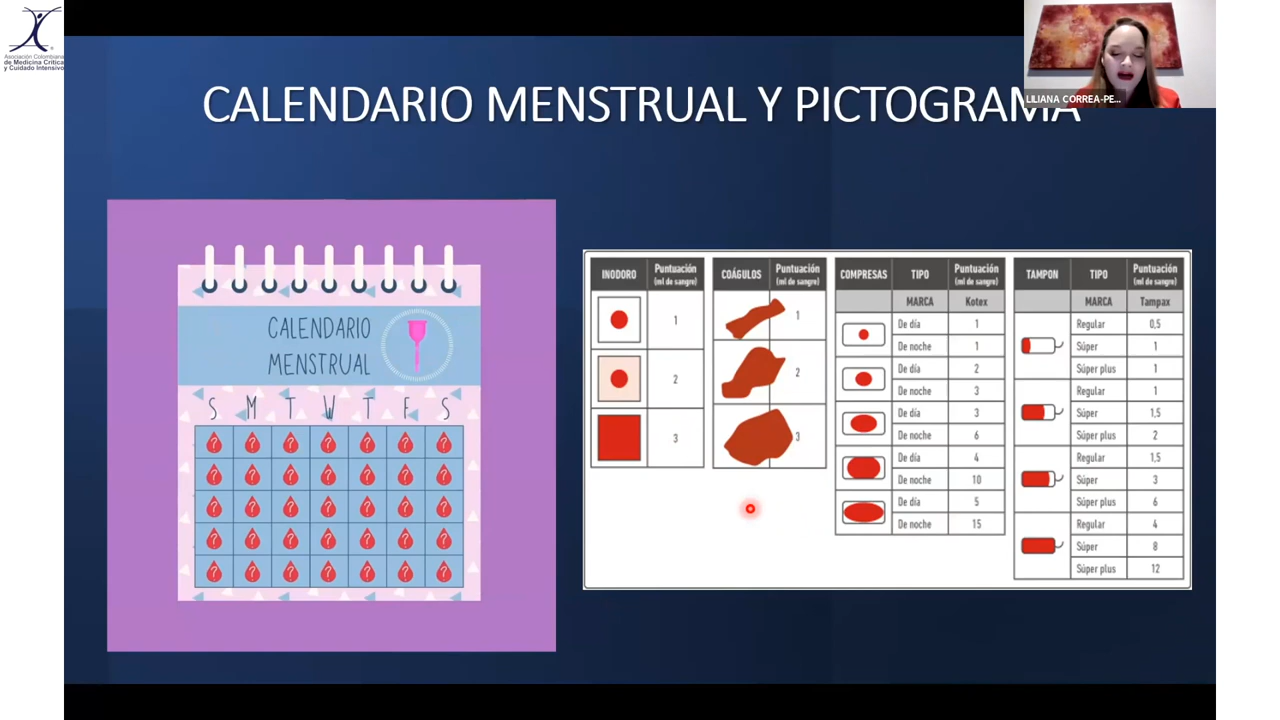 Asociación Colombiana
de Medicina Crítica
y Cuidado Intensivo
LILIANA CORREA-PE...
CALENDARIO MENSTRUAL Y PICTOGRAMA
CALENDARIO
MENSTRUAL
S M T W T F S
? ? ? ? ? ? ?
? ? ? ? ? ? ?
? ? ? ? ? ? ?
? ? ? ? ? ? ?
? ? ? ? ? ? ?
INODORO Puntuación (ml de sangre)
1
2
3
COÁGULOS Puntuación (ml de sangre)
1
2
3
COMPRESAS TIPO Puntuación (ml de sangre)
MARCA Kotex
De día 1
De noche 1
De día 2
De noche 3
De día 3
De noche 6
De día 4
De noche 10
De día 5
De noche 15
TAMPON TIPO Puntuación (ml de sangre)
MARCA Tampax
Regular 0,5
Súper 1
Súper plus 1
Regular 1
Súper 1,5
Súper plus 2
Regular 1,5
Súper 3
Súper plus 6
Regular 4
Súper 8
Súper plus 12